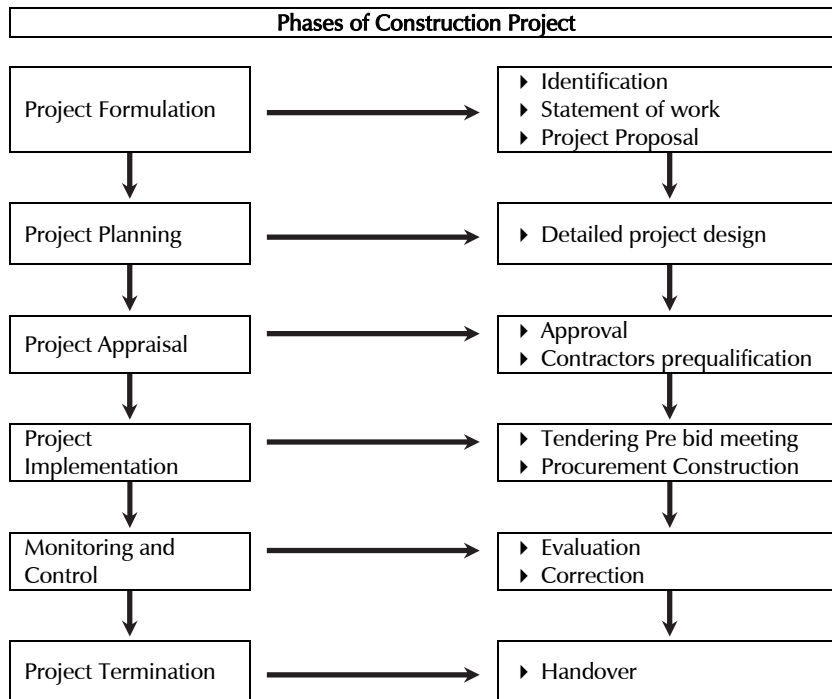 Phases of Construction Project
Project Formulation
Identification
Statement of work
Project Proposal
Project Planning
Detailed project design
Project Appraisal
Approval
Contractors prequalification
Project
Implementation
Tendering Pre bid meeting
Procurement Construction
Monitoring and
Control
Evaluation
Correction
Project Termination
Handover